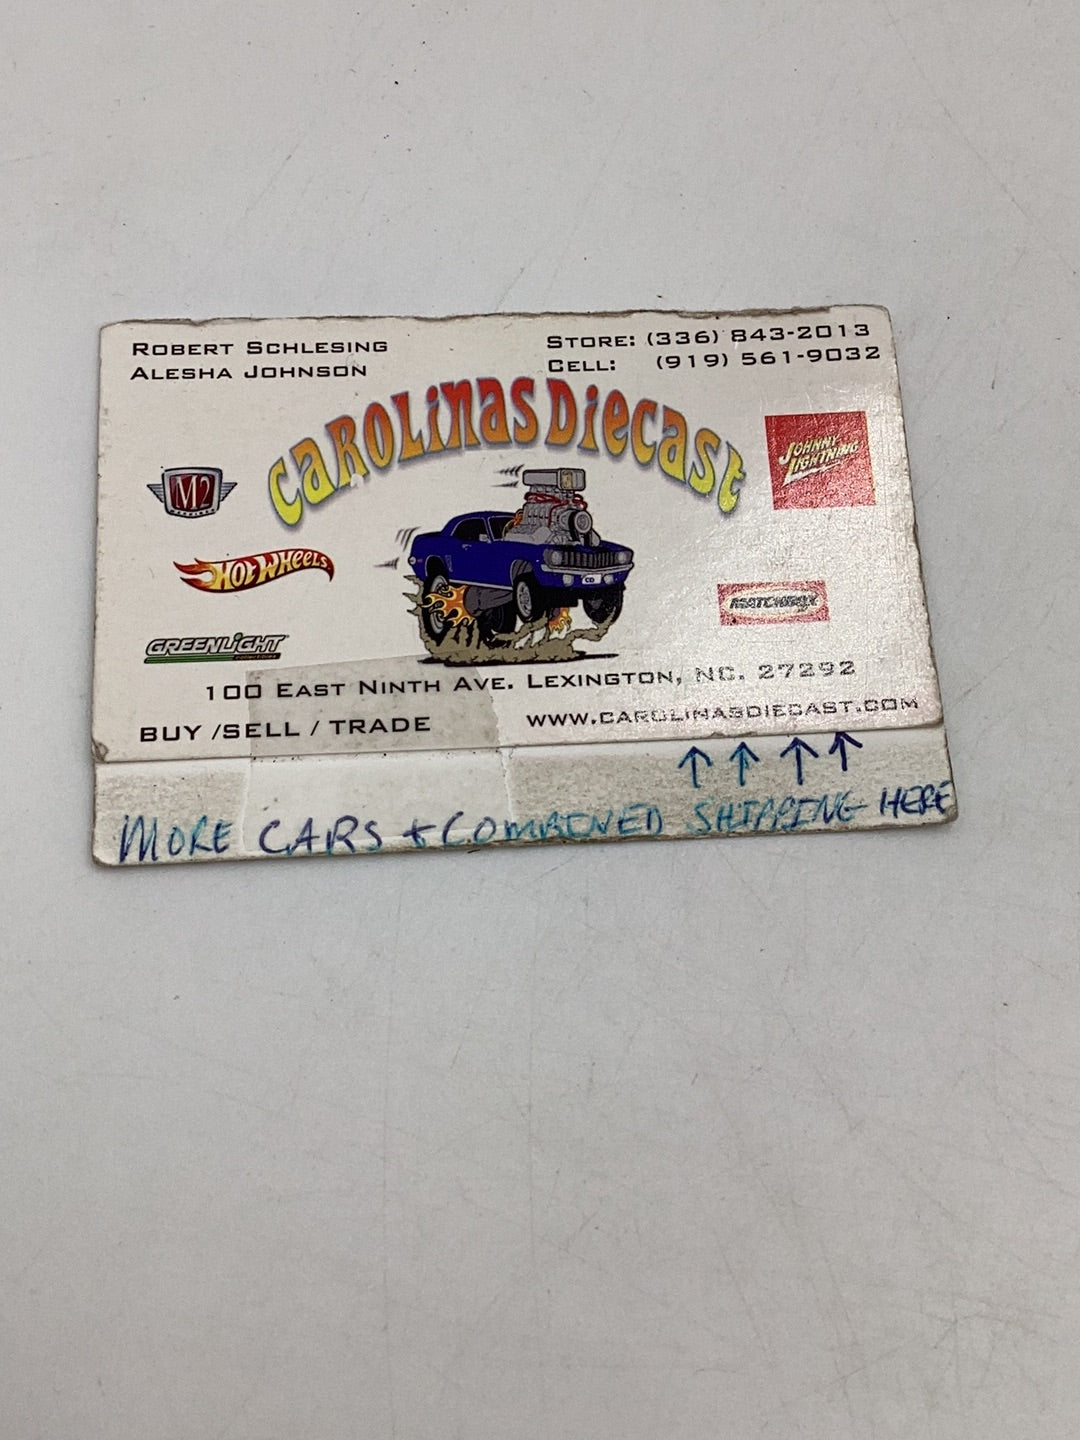 ROBERT SCHLESING
ALESHA JOHNSON
STORE: (336) 843-2013
CELL: (919) 561-9032
CAROLINAS DIECAST
M2
JOHNNY LIGHTNING
HOT WHEELS
CD
MATCHBOX
GREENLIGHT
COLLECTIBLES
100 EAST NINTH AVE. LEXINGTON, NC. 27292
BUY /SELL / TRADE
WWW.CAROLINASDIECAST.COM
MORE CARS + COMBINED SHIPPING HERE